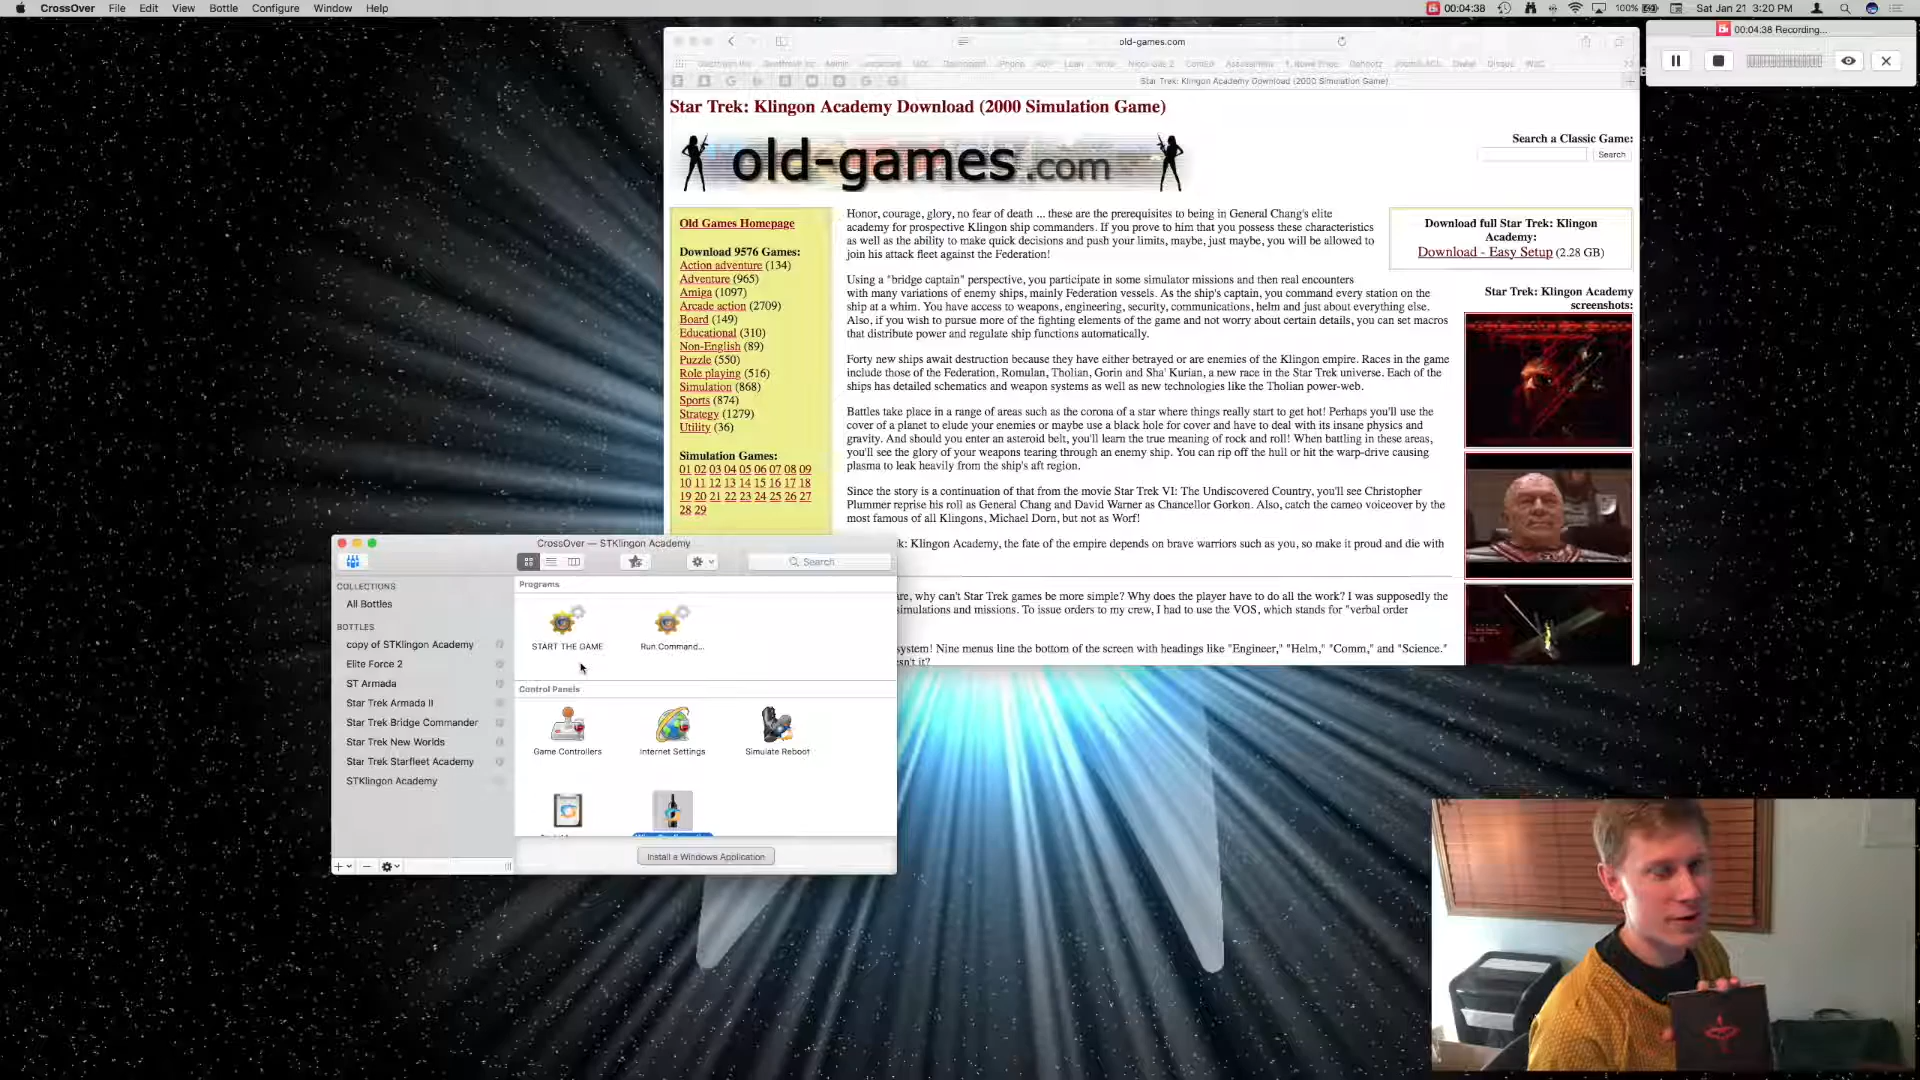 CrossOver File Edit View Bottle Configure Window Help
00:04:38 100% Sat Jan 21 3:20 PM
00:04:38 Recording...
old-games.com
Star Trek: Klingon Academy Download (2000 Simulation Game)
Star Trek: Klingon Academy Download (2000 Simulation Game)
old-games.com
Search a Classic Game:
Search
Old Games Homepage
Download 9576 Games:
Action adventure (134)
Adventure (965)
Amiga (1097)
Arcade action (2709)
Board (149)
Educational (310)
Non-English (89)
Puzzle (550)
Role playing (516)
Simulation (868)
Sports (874)
Strategy (1279)
Utility (36)
Simulation Games:
01 02 03 04 05 06 07 08 09
10 11 12 13 14 15 16 17 18
19 20 21 22 23 24 25 26 27
28 29
Honor, courage, glory, no fear of death ... these are the prerequisites to being in General Chang's elite
academy for prospective Klingon ship commanders. If you prove to him that you possess these characteristics
as well as the ability to make quick decisions and push your limits, maybe, just maybe, you will be allowed to
join his attack fleet against the Federation!
Using a "bridge captain" perspective, you participate in some simulator missions and then real encounters
with many variations of enemy ships, mainly Federation vessels. As the ship's captain, you command every station on the
ship at a whim. You have access to weapons, engineering, security, communications, helm and just about everything else.
Also, if you wish to pursue more of the fighting elements of the game and not worry about certain details, you can set macros
that distribute power and regulate ship functions automatically.
Forty new ships await destruction because they have either betrayed or are enemies of the Klingon empire. Races in the game
include those of the Federation, Romulan, Tholian, Gorin and Sha' Kurian, a new race in the Star Trek universe. Each of the
ships has detailed schematics and weapon systems as well as new technologies like the Tholian power-web.
Battles take place in a range of areas such as the corona of a star where things really start to get hot! Perhaps you'll use the
cover of a planet to elude your enemies or maybe use a black hole for cover and have to deal with its insane physics and
gravity. And should you enter an asteroid belt, you'll learn the true meaning of rock and roll! When battling in these areas,
you'll see the glory of your weapons tearing through an enemy ship. You can rip off the hull or hit the warp-drive causing
plasma to leak heavily from the ship's aft region.
Since the story is a continuation of that from the movie Star Trek VI: The Undiscovered Country, you'll see Christopher
Plummer reprise his roll as General Chang and David Warner as Chancellor Gorkon. Also, catch the cameo voiceover by the
most famous of all Klingons, Michael Dorn, but not as Worf!
k: Klingon Academy, the fate of the empire depends on brave warriors such as you, so make it proud and die with
re, why can't Star Trek games be more simple? Why does the player have to do all the work? I was supposedly the
simulations and missions. To issue orders to my crew, I had to use the VOS, which stands for "verbal order
system! Nine menus line the bottom of the screen with headings like "Engineer," "Helm," "Comm," and "Science."
esn't it?
Download full Star Trek: Klingon
Academy:
Download - Easy Setup (2.28 GB)
Star Trek: Klingon Academy
screenshots:
CrossOver — STKlingon Academy
Search
COLLECTIONS
All Bottles
BOTTLES
copy of STKlingon Academy
Elite Force 2
ST Armada
Star Trek Armada II
Star Trek Bridge Commander
Star Trek New Worlds
Star Trek Starfleet Academy
STKlingon Academy
Programs
START THE GAME
Run Command...
Control Panels
Game Controllers
Internet Settings
Simulate Reboot
Install a Windows Application